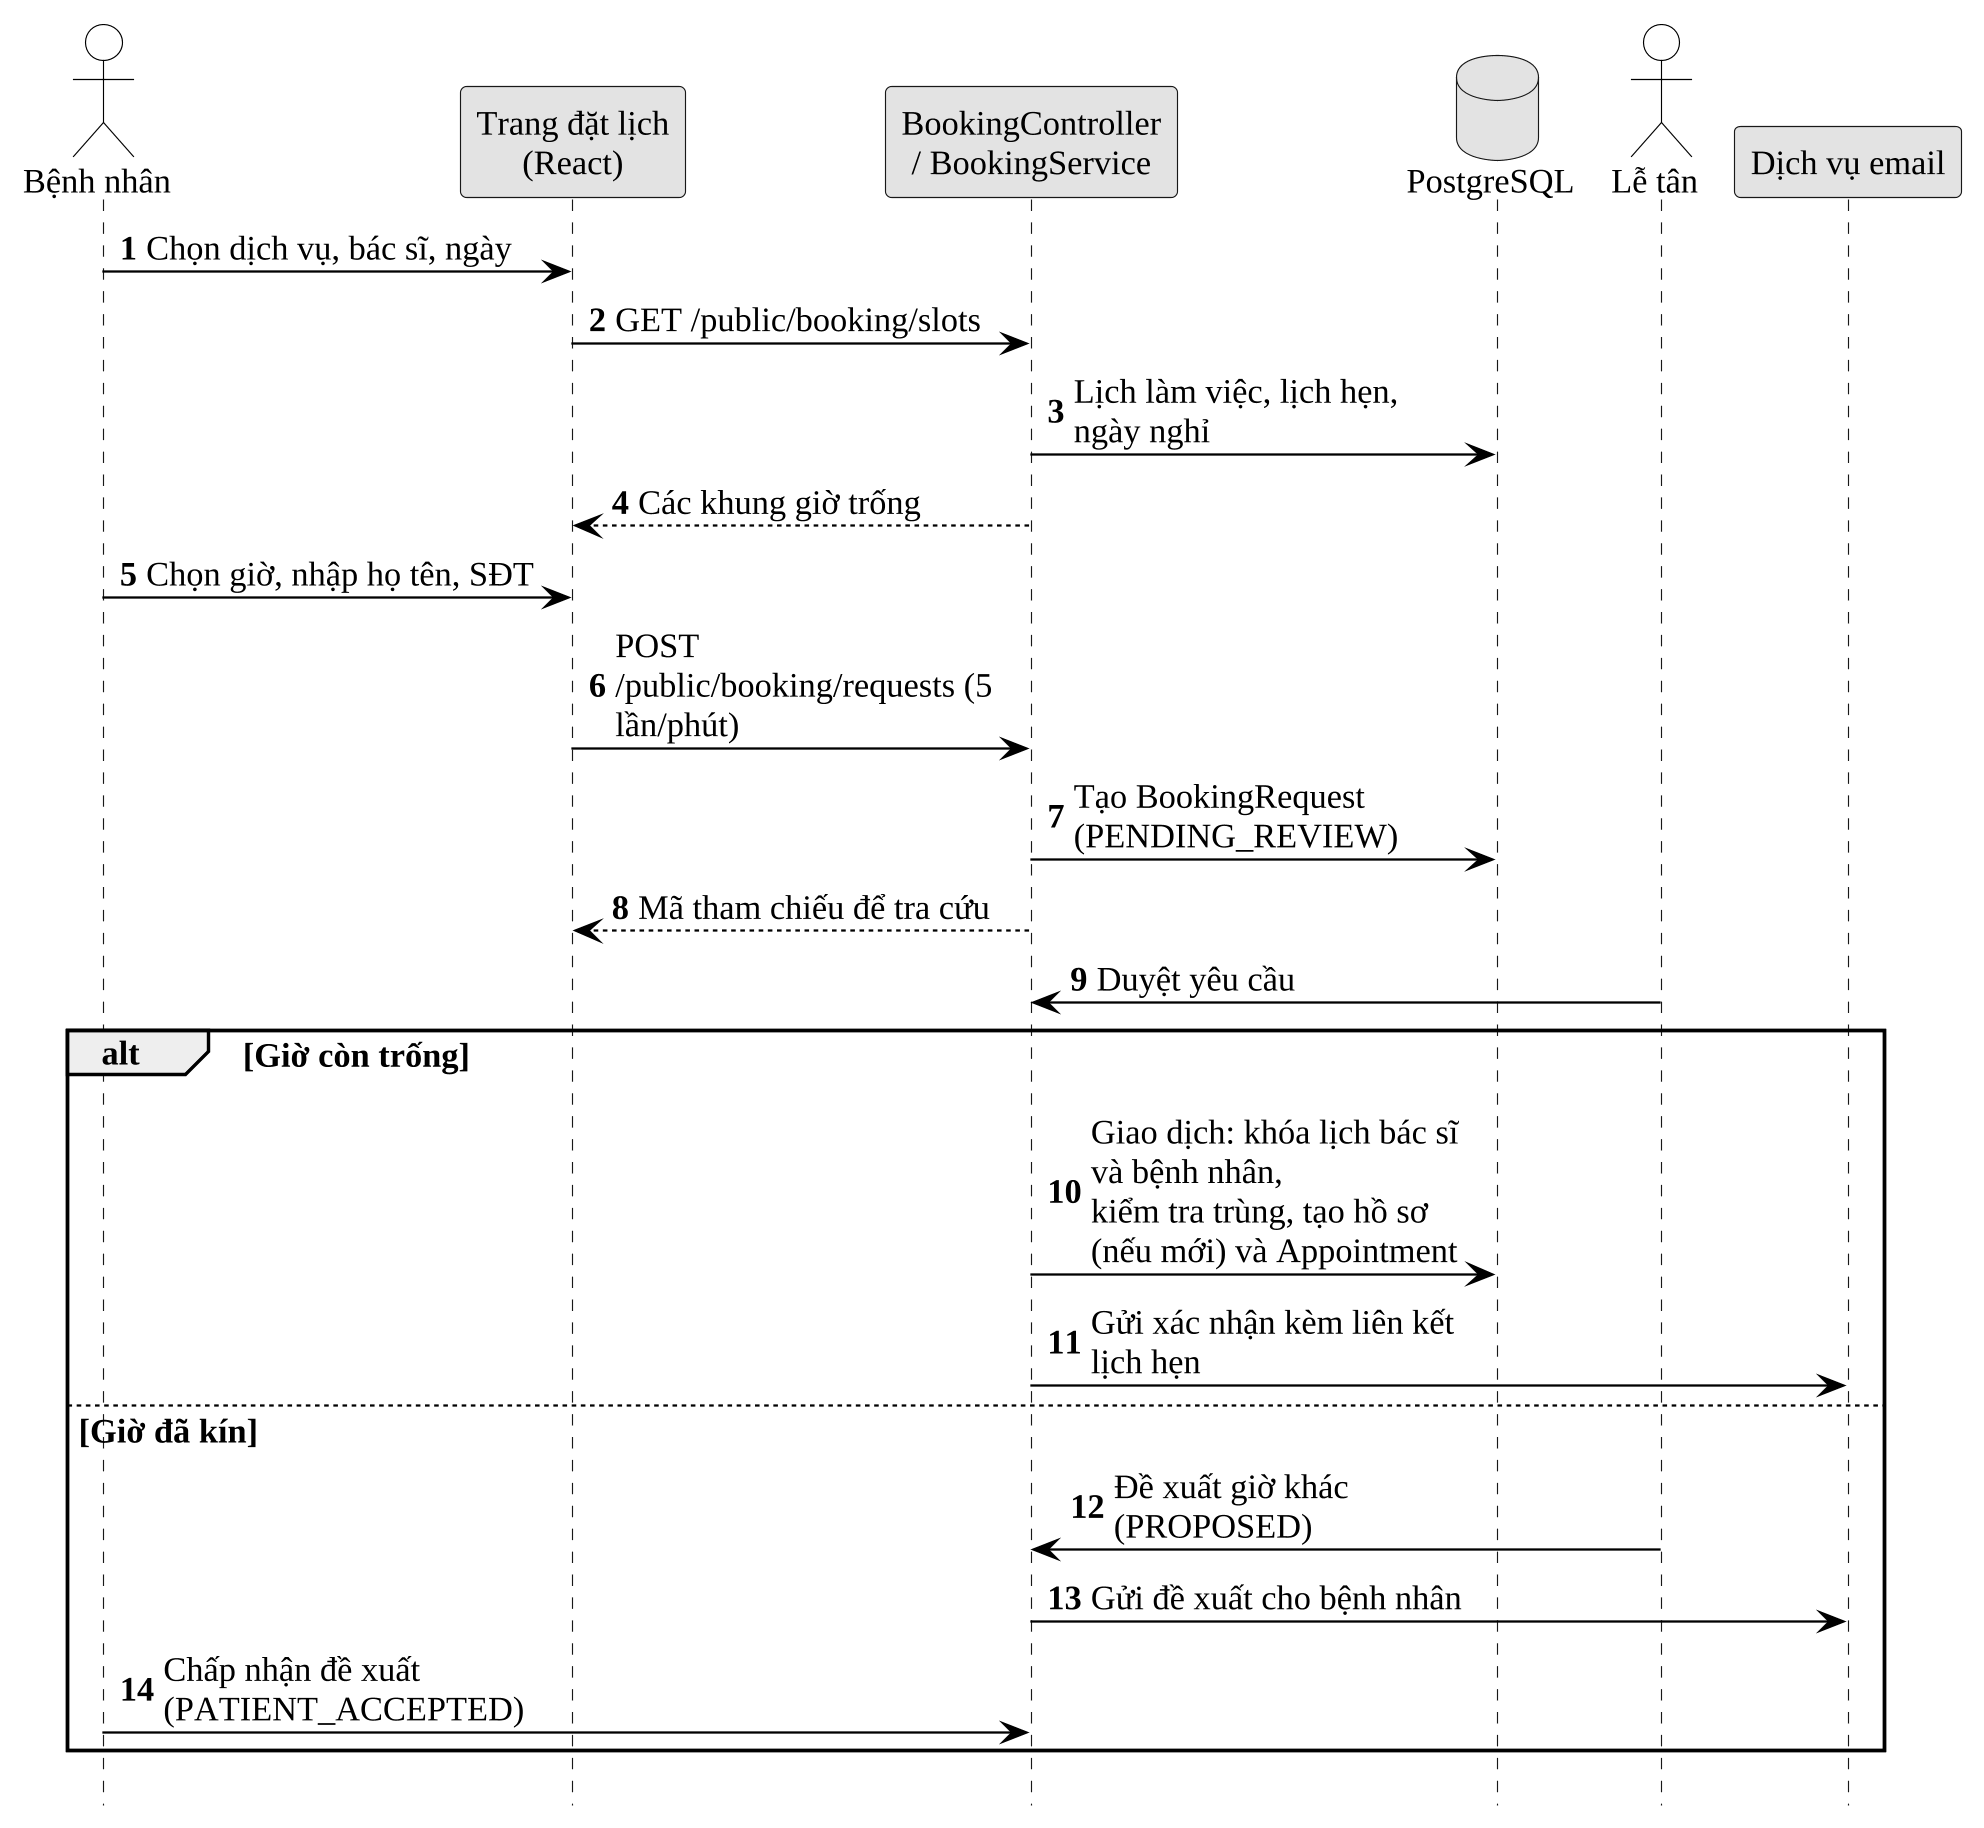 Bệnh nhân
Trang đặt lịch
(React)
BookingController
/ BookingService
PostgreSQL
Lễ tân
Dịch vụ email
1 Chọn dịch vụ, bác sĩ, ngày
2 GET /public/booking/slots
3 Lịch làm việc, lịch hẹn,
ngày nghỉ
4 Các khung giờ trống
5 Chọn giờ, nhập họ tên, SĐT
POST
6 /public/booking/requests (5
lần/phút)
7 Tạo BookingRequest
(PENDING_REVIEW)
8 Mã tham chiếu để tra cứu
9 Duyệt yêu cầu
alt [Giờ còn trống]
10 Giao dịch: khóa lịch bác sĩ
và bệnh nhân,
kiểm tra trùng, tạo hồ sơ
(nếu mới) và Appointment
11 Gửi xác nhận kèm liên kết
lịch hẹn
[Giờ đã kín]
12 Đề xuất giờ khác
(PROPOSED)
13 Gửi đề xuất cho bệnh nhân
14 Chấp nhận đề xuất
(PATIENT_ACCEPTED)